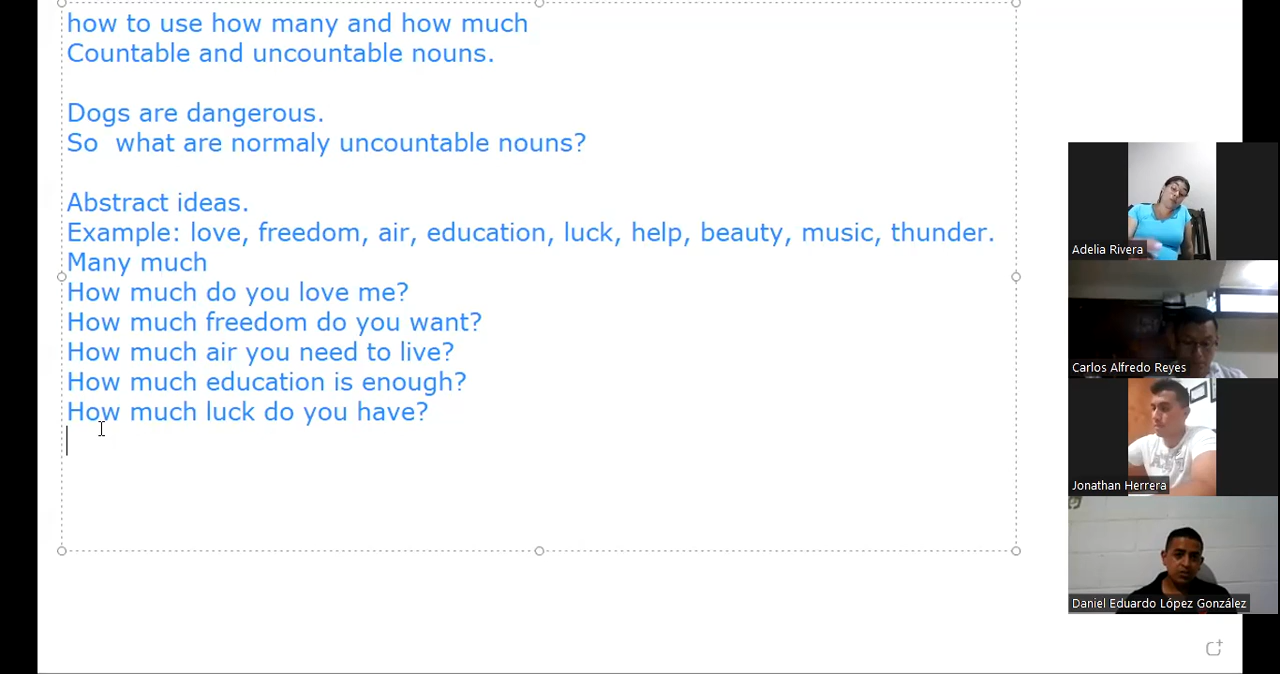 how to use how many and how much
Countable and uncountable nouns.
Dogs are dangerous.
So  what are normaly uncountable nouns?
Abstract ideas.
Example: love, freedom, air, education, luck, help, beauty, music, thunder.
Many much
How much do you love me?
How much freedom do you want?
How much air you need to live?
How much education is enough?
How much luck do you have?
Adelia Rivera
Carlos Alfredo Reyes
Jonathan Herrera
Daniel Eduardo López González